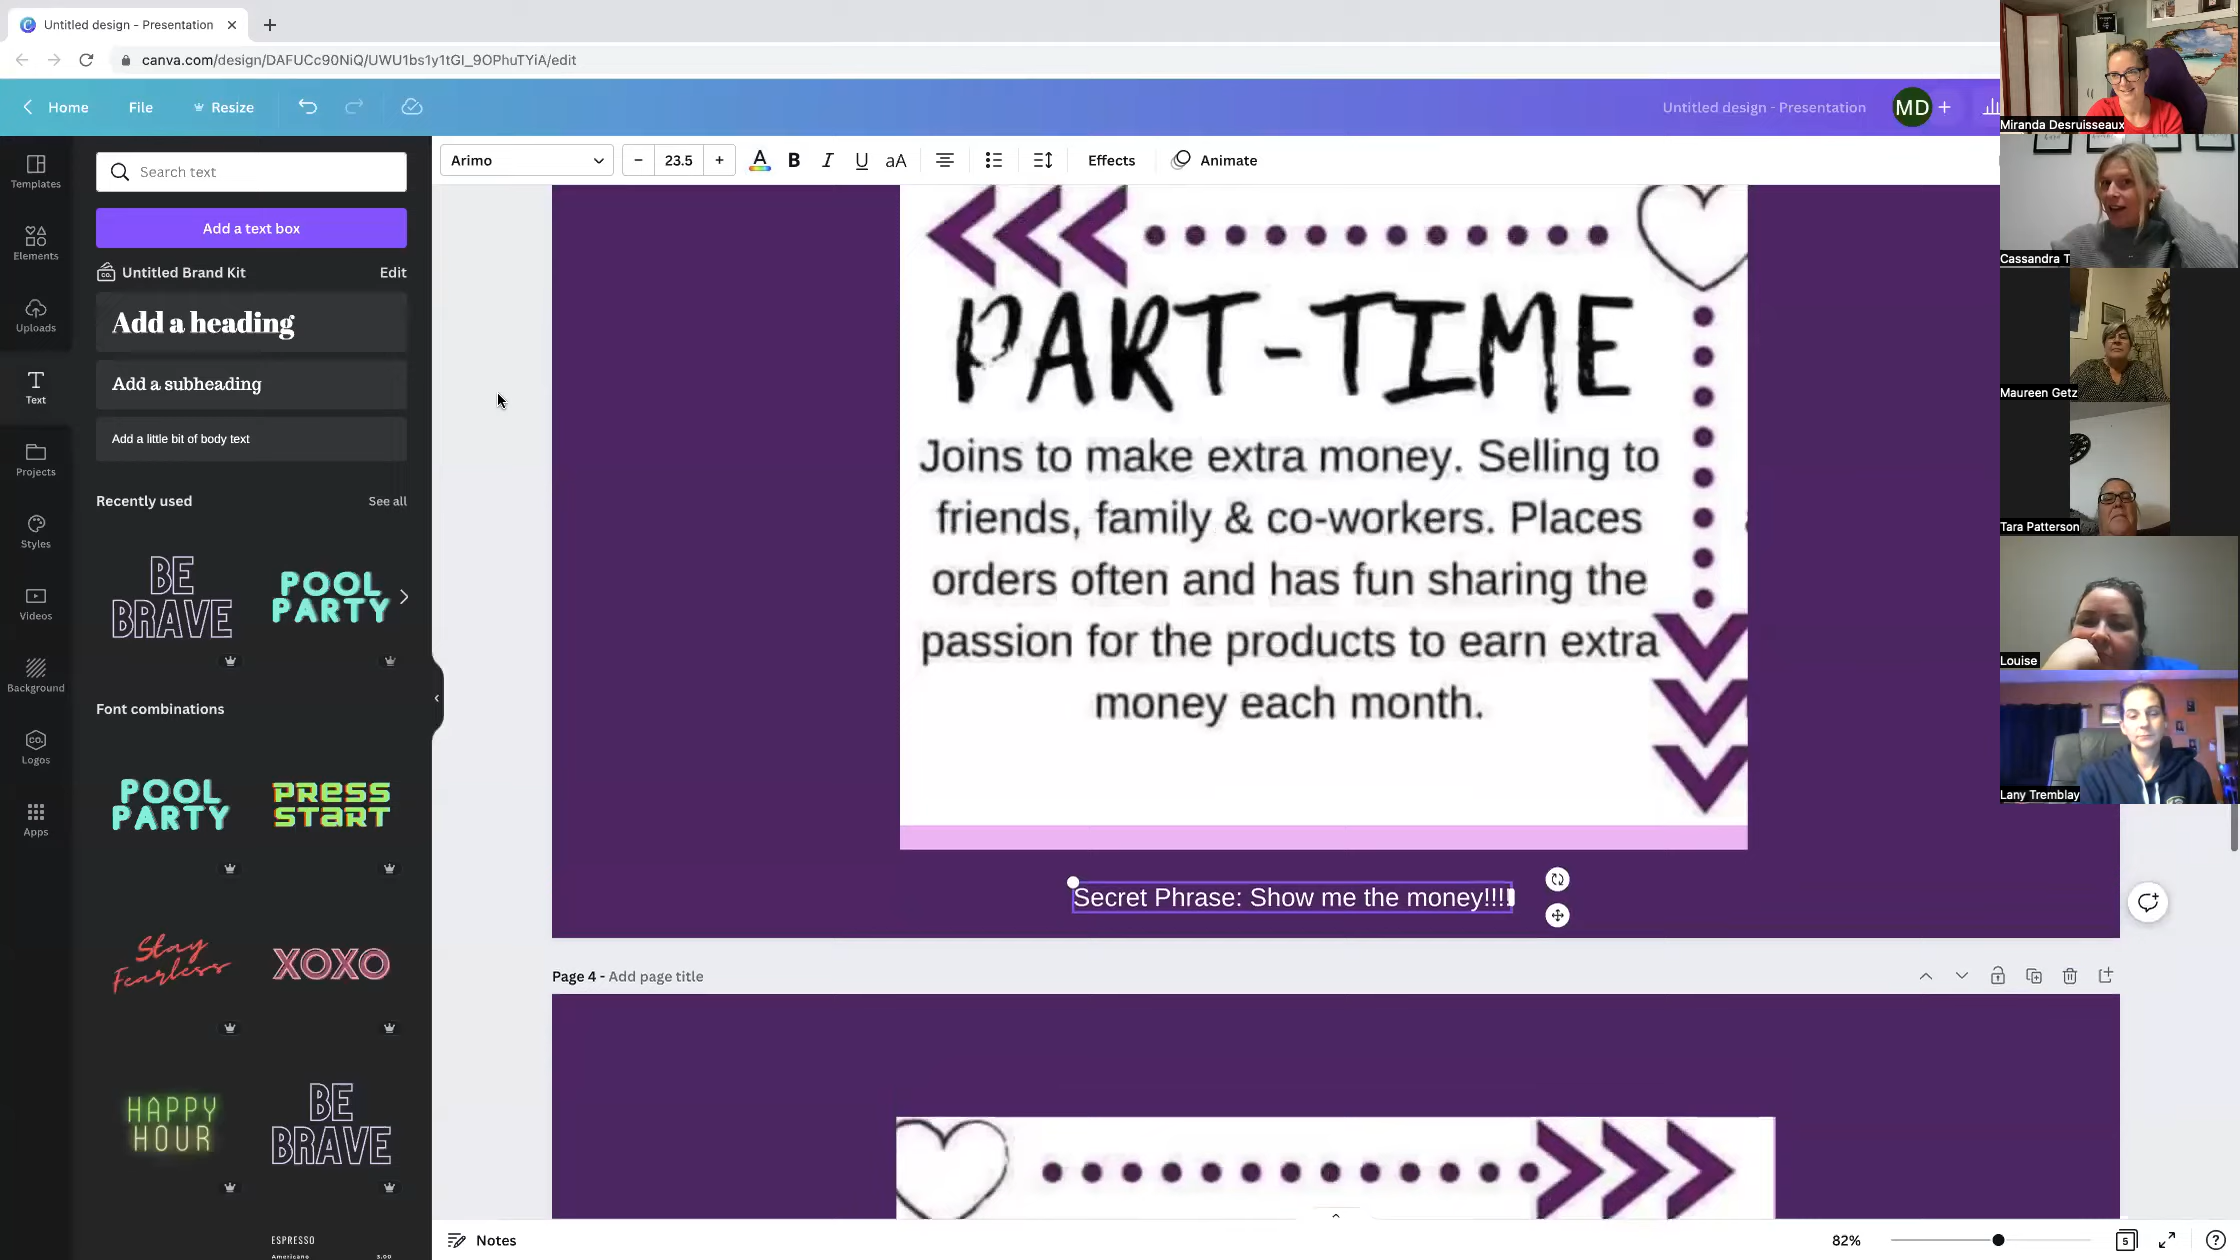 Untitled design - Presentation
canva.com/design/DAFUCc90NiQ/UWU1bs1y1tGI_9OPhuTYiA/edit
Home
File
Resize
Untitled design - Presentation
MD
Miranda Desruisseaux
Cassandra T
Maureen Getz
Tara Patterson
Louise
Lany Tremblay
Templates
Elements
Uploads
Text
Projects
Styles
Videos
Background
CO.
Logos
Apps
Search text
Add a text box
Untitled Brand Kit
Edit
Add a heading
Add a subheading
Add a little bit of body text
Recently used
See all
BE
BRAVE
POOL
PARTY
Font combinations
POOL
PARTY
PRESS
START
Stay
Fearless
XOXO
HAPPY
HOUR
BE
BRAVE
ESPRESSO
Americano 3.00
Arimo
23.5
A
B
I
U
aA
Effects
Animate
PART-TIME
Joins to make extra money. Selling to
friends, family & co-workers. Places
orders often and has fun sharing the
passion for the products to earn extra
money each month.
Secret Phrase: Show me the money!!!!
Page 4 - Add page title
Notes
82%
5